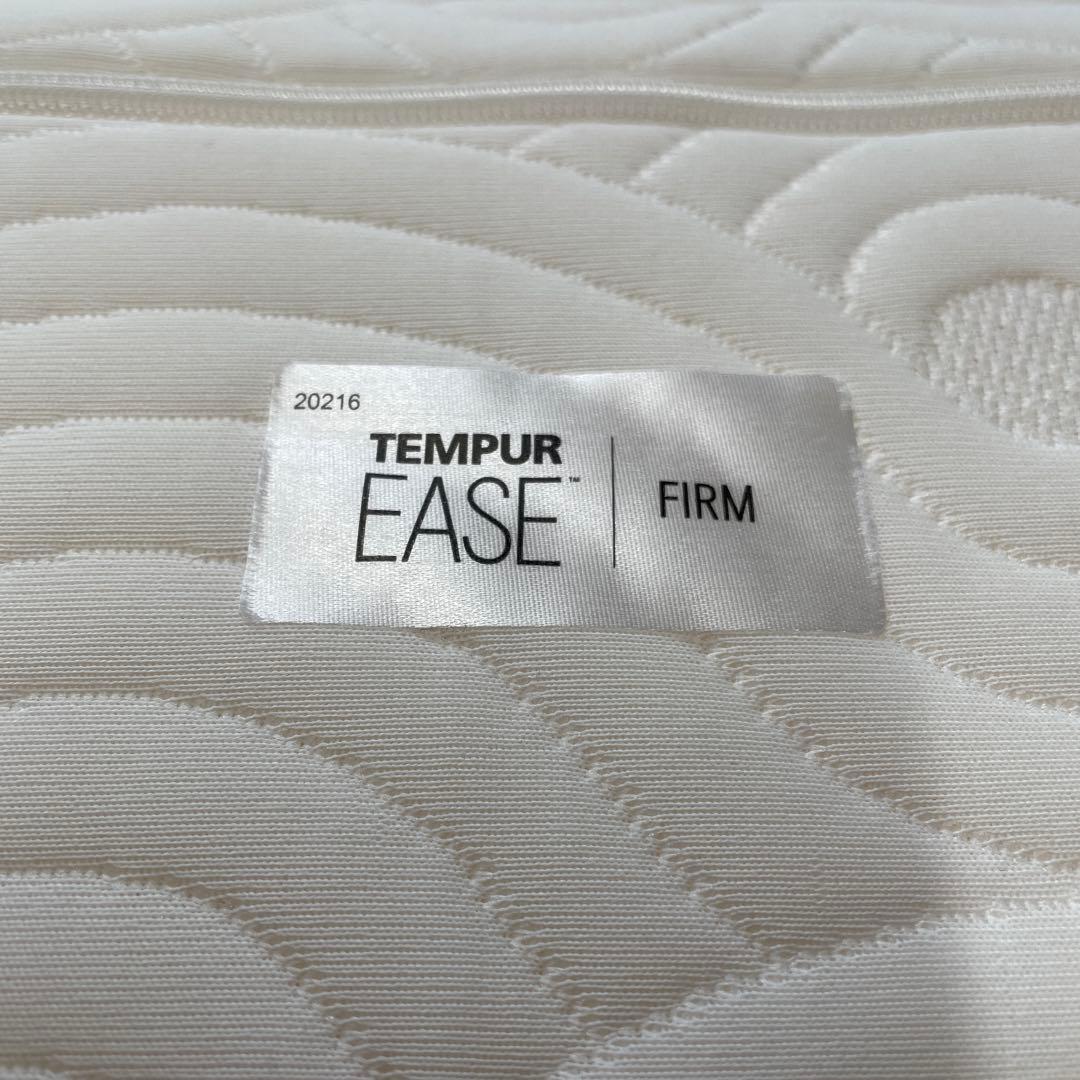 20216
TEMPUR
EASE™
FIRM